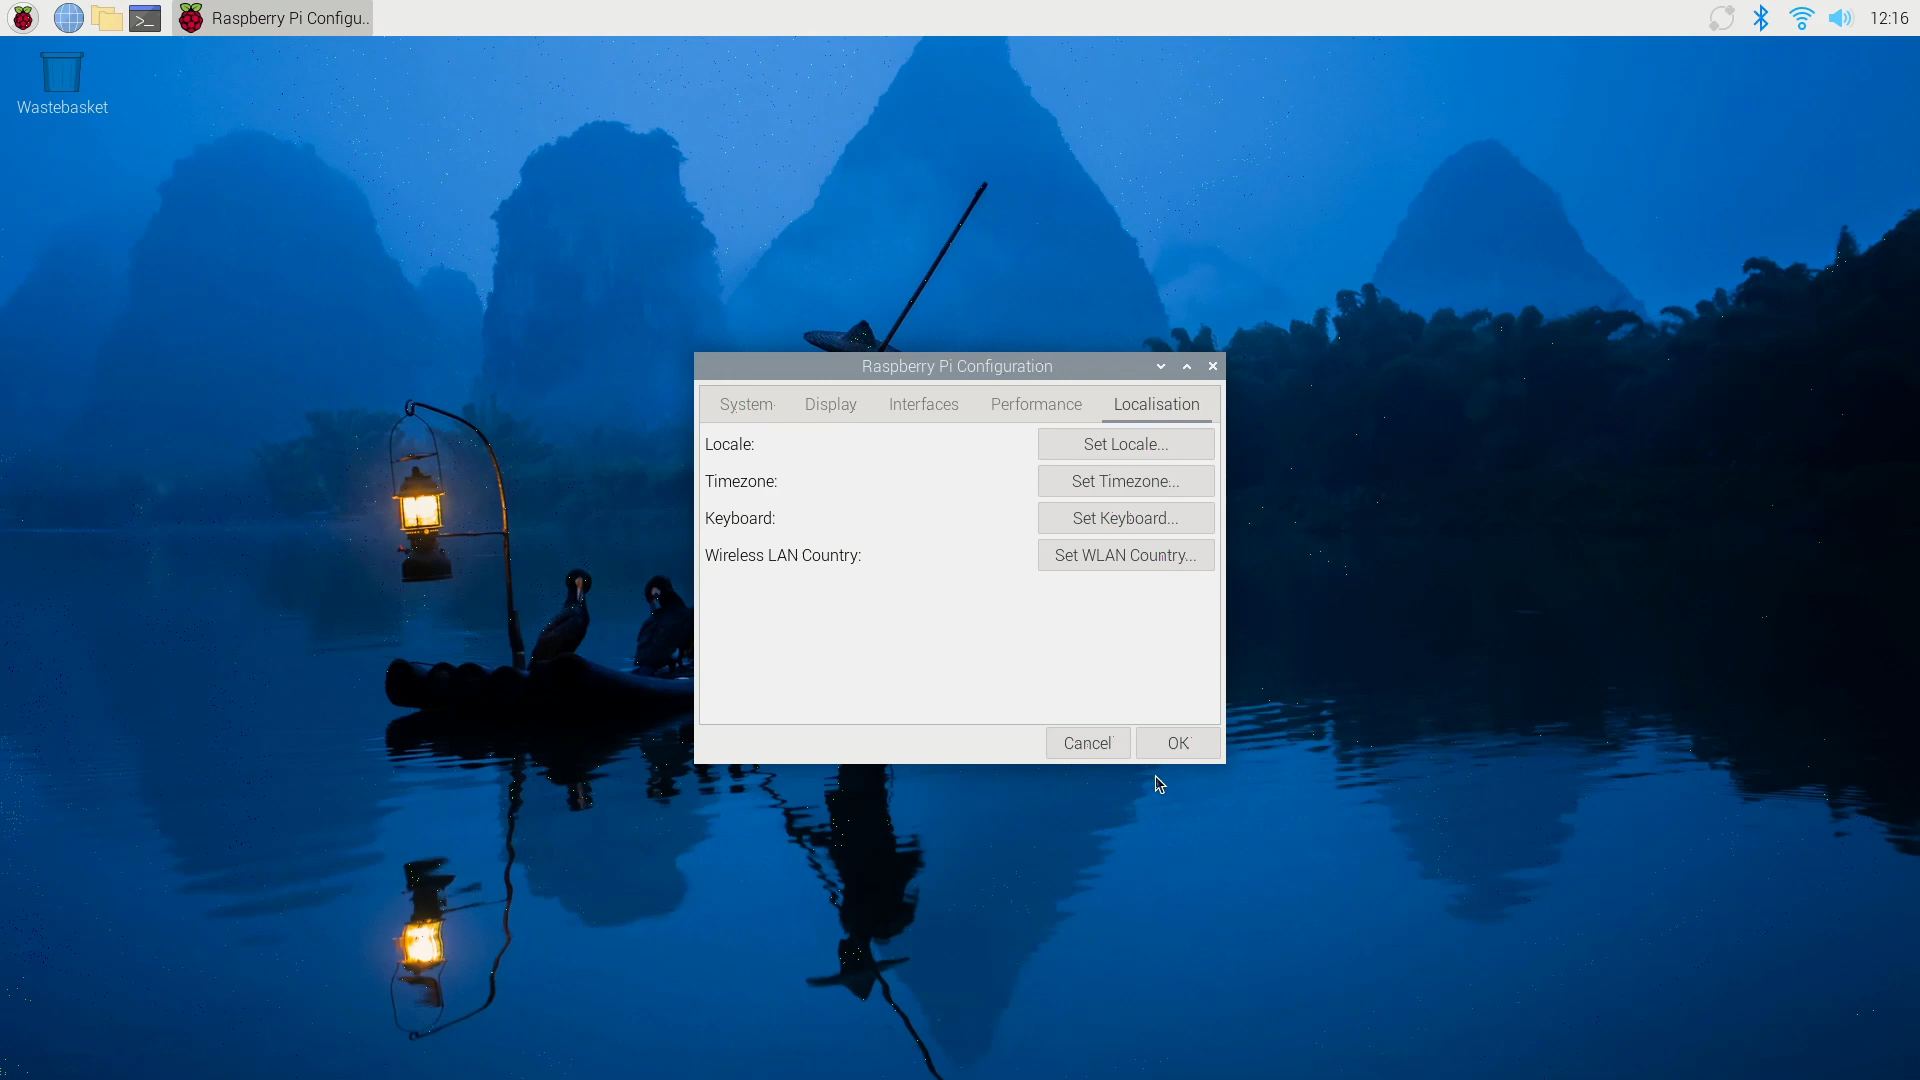 Raspberry Pi Configu..
12:16
Wastebasket
Raspberry Pi Configuration
System Display Interfaces Performance Localisation
Locale: Set Locale...
Timezone: Set Timezone...
Keyboard: Set Keyboard...
Wireless LAN Country: Set WLAN Country...
Cancel OK